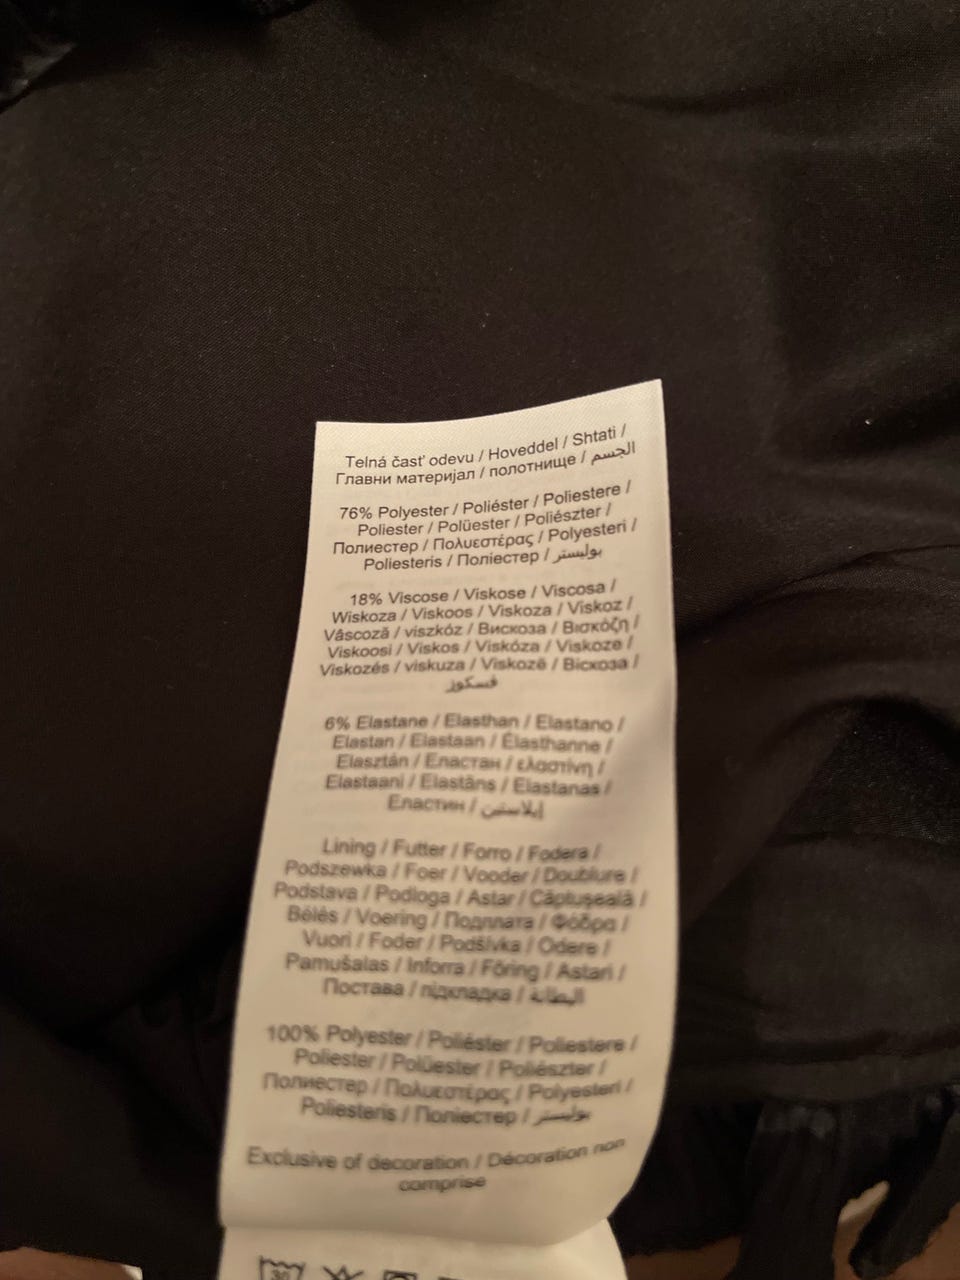 Telná časť odevu / Hoveddel / Shtati /
Главни материјал / полотнище / الجسم
76% Polyester / Poliéster / Poliestere /
Poliester / Polüester / Poliészter /
Полиестер / Πολυεστέρας / Polyesteri /
Poliesteris / Поліестер / بوليستر
18% Viscose / Viskose / Viscosa /
Wiskoza / Viskoos / Viskoza / Viskoz /
Vâscoză / viszkóz / Вискоза / Βισκόζη /
Viskoosi / Viskos / Viskóza / Viskoze /
Viskozés / viskuza / Viskozë / Віскоза /
فسكوز
6% Elastane / Elasthan / Elastano /
Elastan / Elastaan / Élasthanne /
Elasztán / Еластан / ελαστίνη /
Elastaani / Elastāns / Elastanas /
Еластин / إيلاستين
Lining / Futter / Forro / Fodera /
Podszewka / Foer / Vooder / Doublure /
Podstava / Podloga / Astar / Căptuşeală /
Bélés / Voering / Подплата / Φόδρα /
Vuori / Foder / Podšívka / Odere /
Pamušalas / Inforra / Föring / Astari /
Постава / підкладка / البطانة
100% Polyester / Poliéster / Poliestere /
Poliester / Polüester / Poliészter /
Полиестер / Πολυεστέρας / Polyesteri /
Poliesteris / Поліестер / بوليستر
Exclusive of decoration / Décoration non
comprise
30